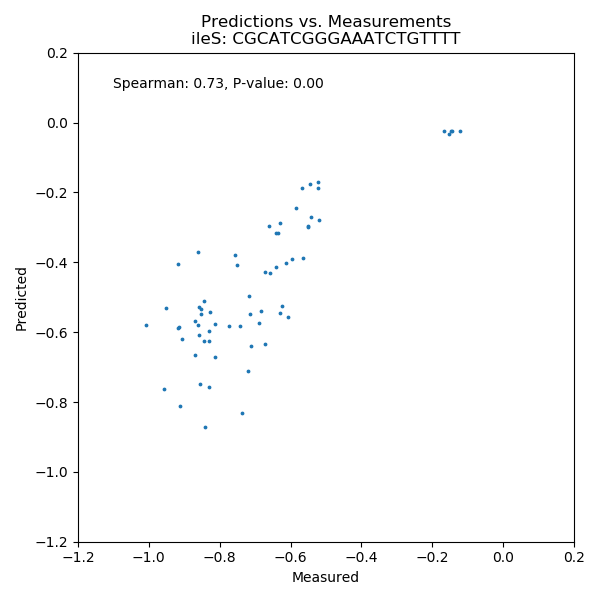 Predictions vs. Measurements
ileS: CGCATCGGGAAATCTGTTTT
Spearman: 0.73, P-value: 0.00
0.2
0.0
−0.2
−0.4
−0.6
−0.8
−1.0
−1.2
Predicted
−1.2 −1.0 −0.8 −0.6 −0.4 −0.2 0.0 0.2
Measured